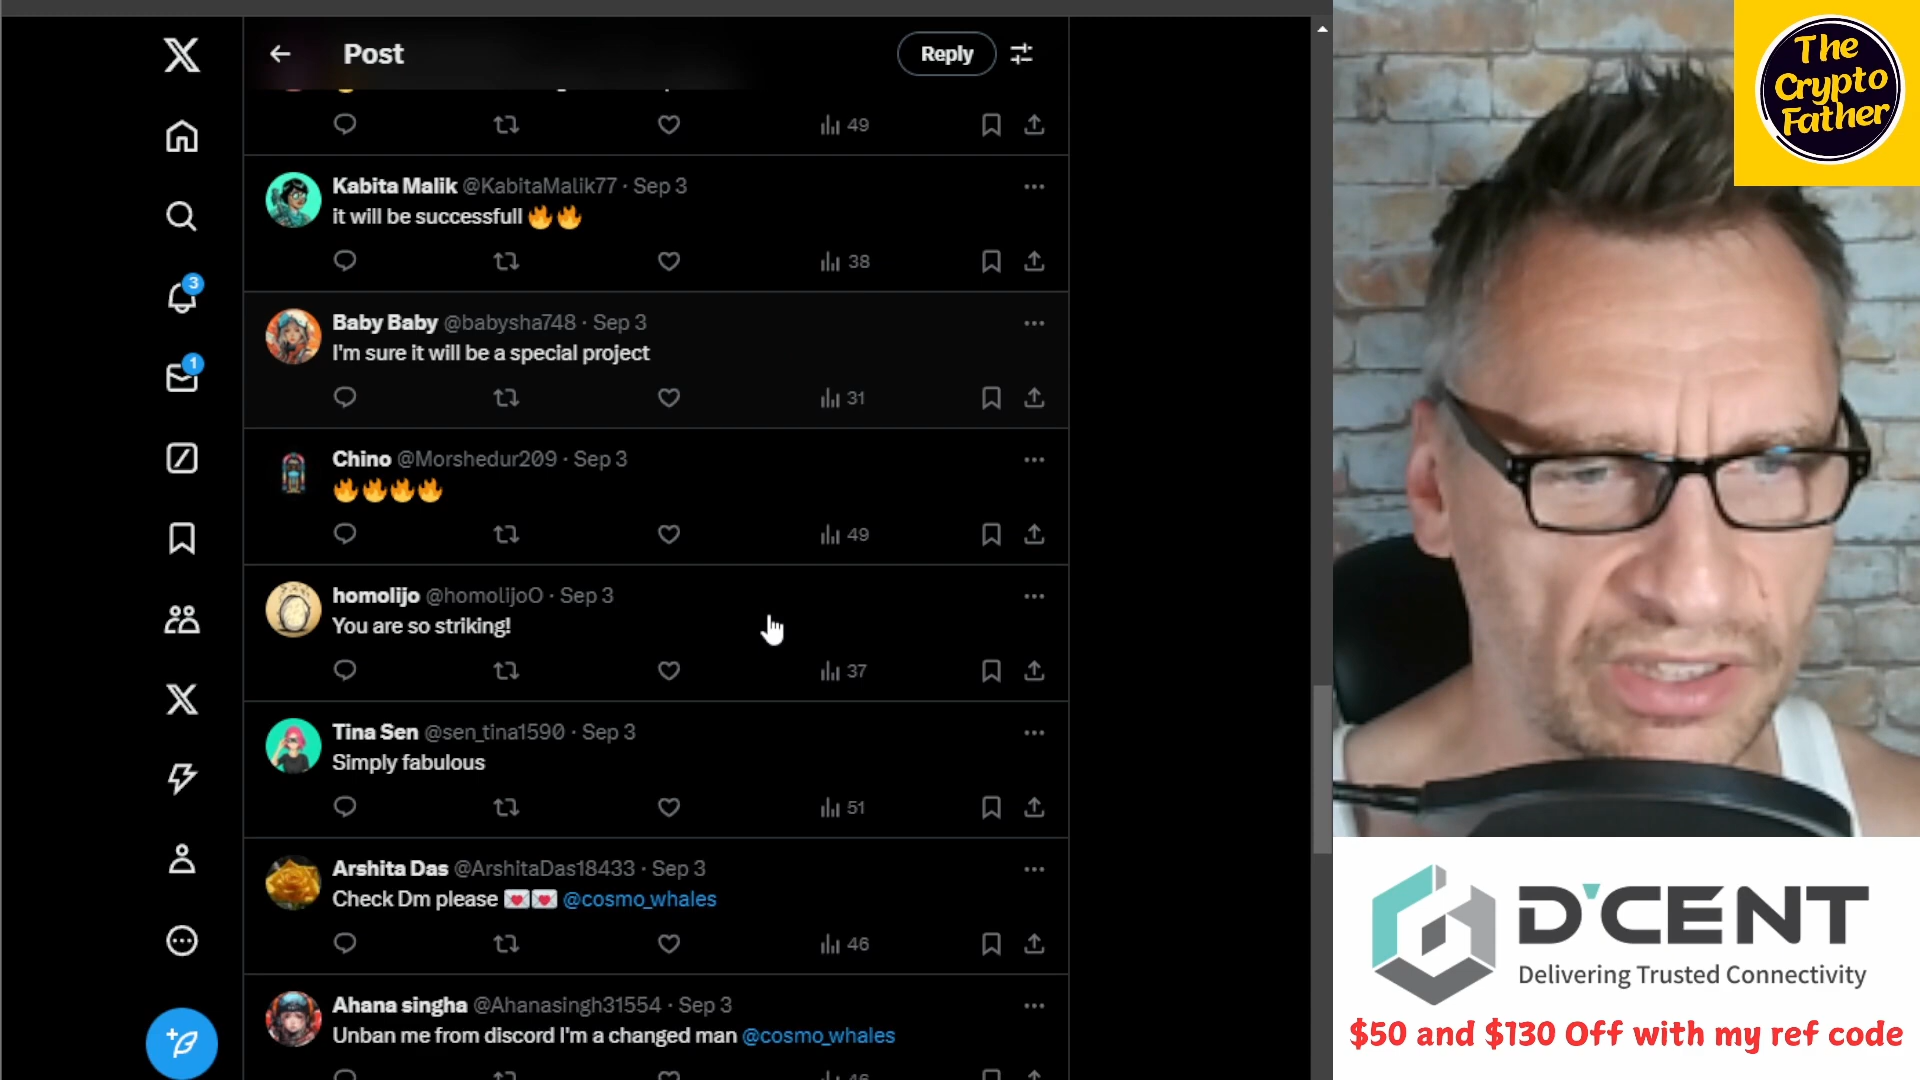 Post
Reply
49
Kabita Malik @KabitaMalik77 · Sep 3
it will be successfull 🔥🔥
38
Baby Baby @babysha748 · Sep 3
I'm sure it will be a special project
31
Chino @Morshedur209 · Sep 3
🔥🔥🔥🔥
49
homolijo @homolijoO · Sep 3
You are so striking!
37
Tina Sen @sen_tina1590 · Sep 3
Simply fabulous
51
Arshita Das @ArshitaDas18433 · Sep 3
Check Dm please 💌💌 @cosmo_whales
46
Ahana singha @Ahanasingh31554 · Sep 3
Unban me from discord I'm a changed man @cosmo_whales
3
1
The
Crypto
Father
D'CENT
Delivering Trusted Connectivity
$50 and $130 Off with my ref code